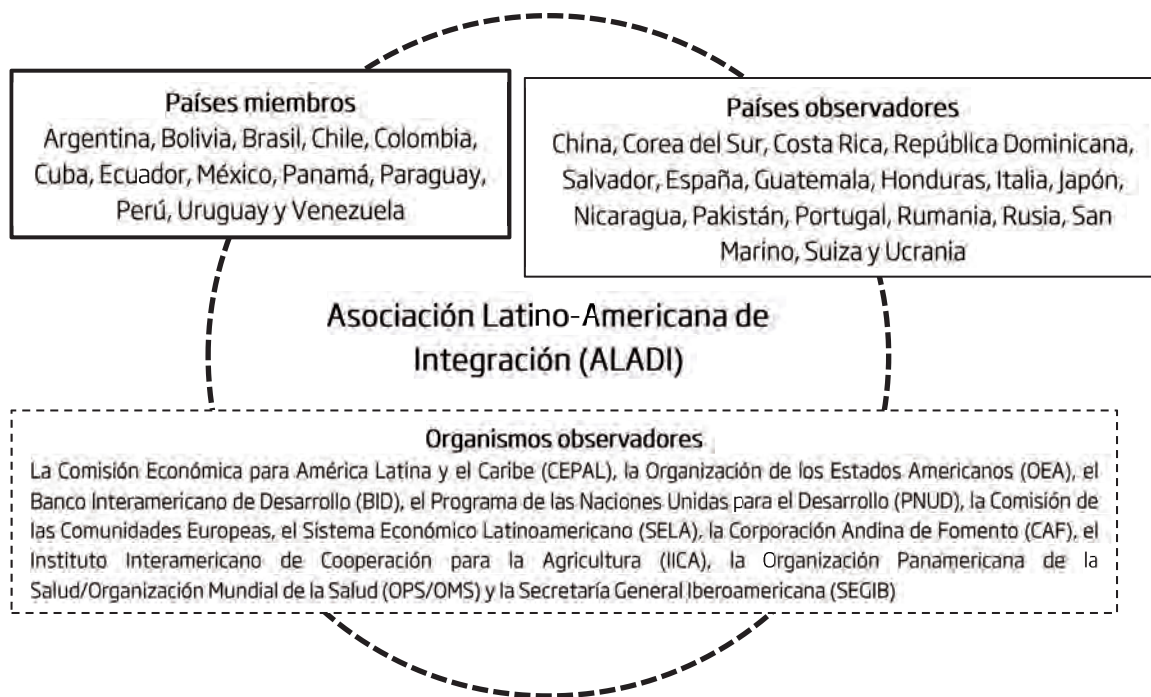 Países miembros
Argentina, Bolivia, Brasil, Chile, Colombia,
Cuba, Ecuador, México, Panamá, Paraguay,
Perú, Uruguay y Venezuela
Países observadores
China, Corea del Sur, Costa Rica, República Dominicana,
Salvador, España, Guatemala, Honduras, Italia, Japón,
Nicaragua, Pakistán, Portugal, Rumania, Rusia, San
Marino, Suiza y Ucrania
Asociación Latino-Americana de
Integración (ALADI)
Organismos observadores
La Comisión Económica para América Latina y el Caribe (CEPAL), la Organización de los Estados Americanos (OEA), el
Banco Interamericano de Desarrollo (BID), el Programa de las Naciones Unidas para el Desarrollo (PNUD), la Comisión de
las Comunidades Europeas, el Sistema Económico Latinoamericano (SELA), la Corporación Andina de Fomento (CAF), el
Instituto Interamericano de Cooperación para la Agricultura (IICA), la Organización Panamericana de la
Salud/Organización Mundial de la Salud (OPS/OMS) y la Secretaría General Iberoamericana (SEGIB)